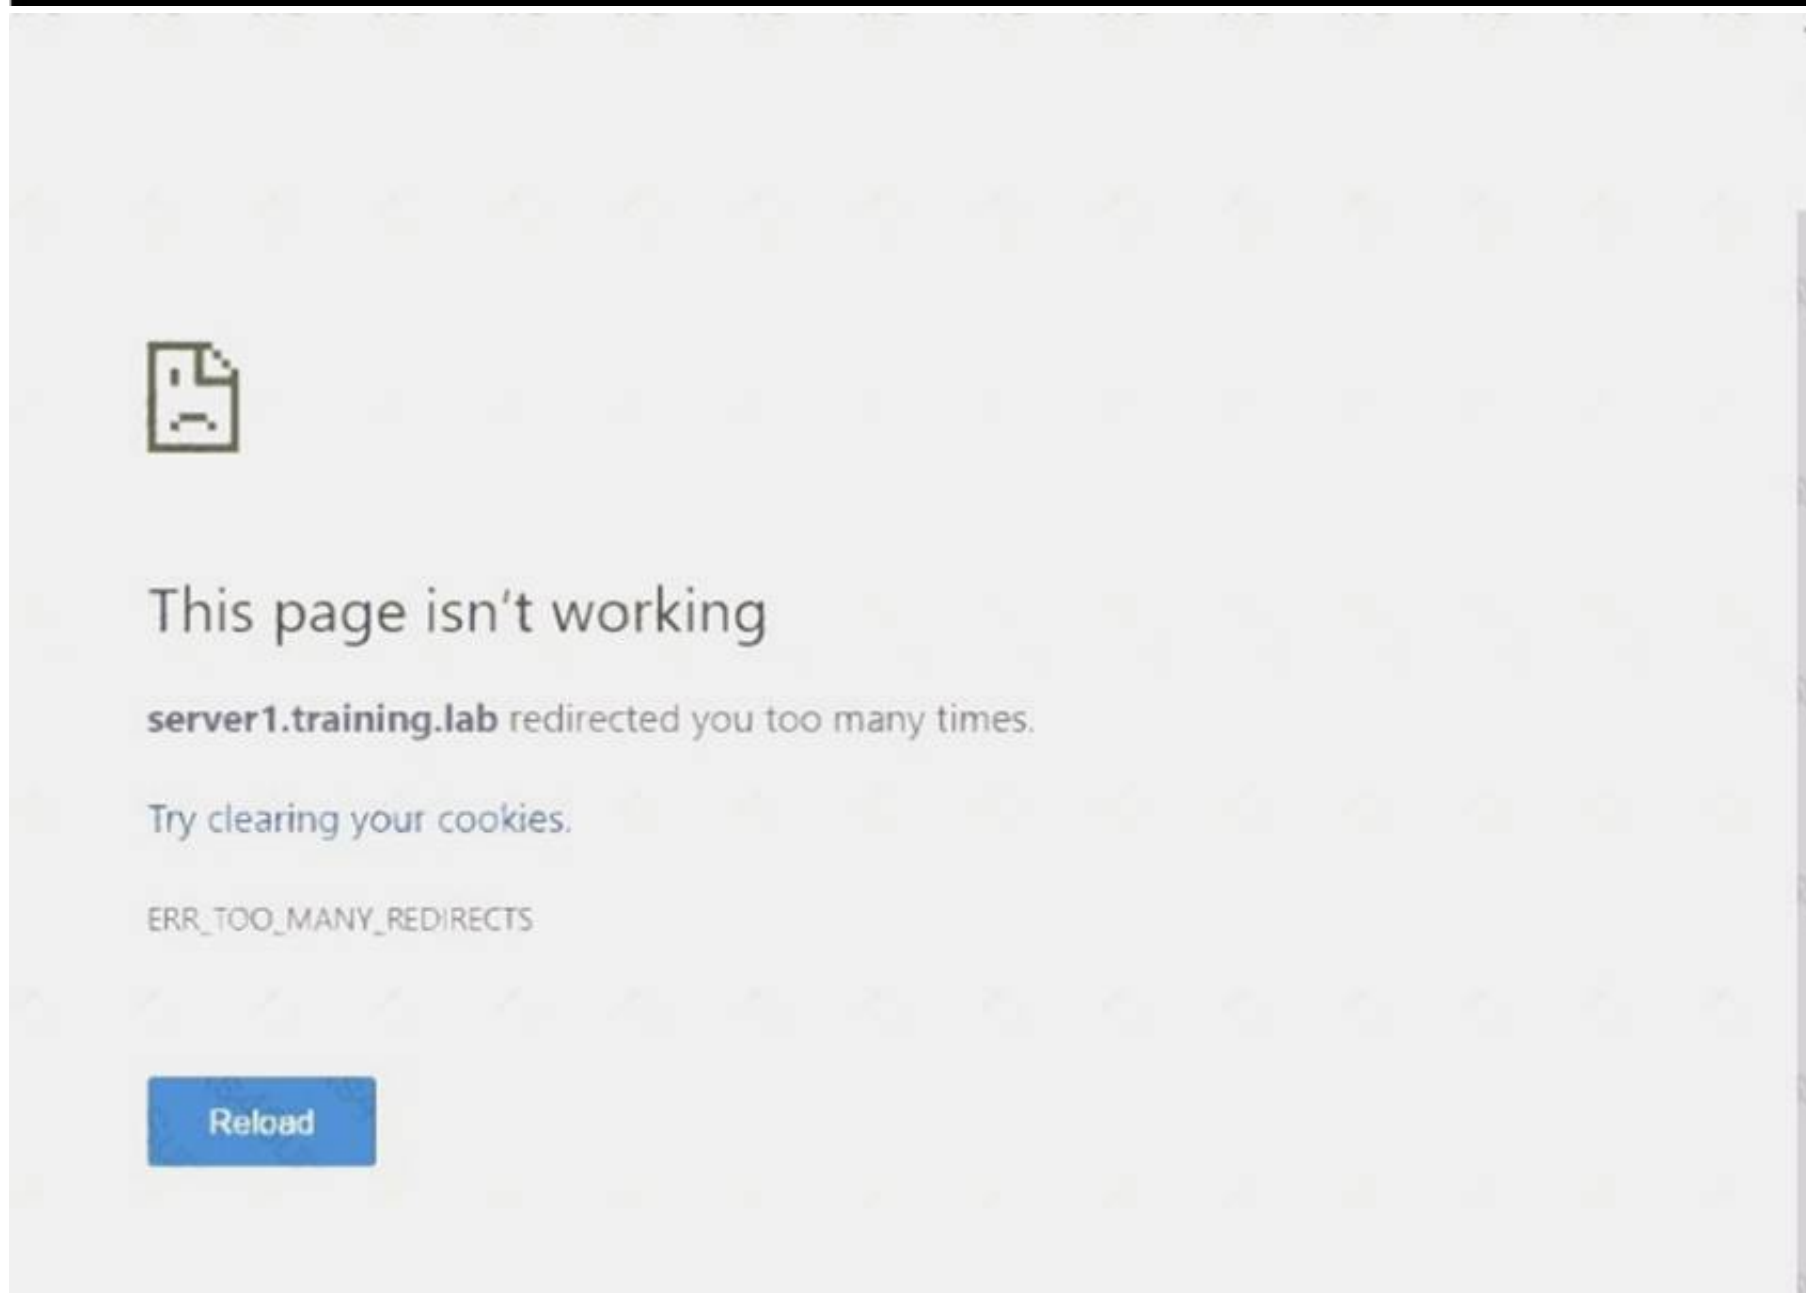 This page isn't working
server1.training.lab redirected you too many times.
Try clearing your cookies.
ERR_TOO_MANY_REDIRECTS
Reload